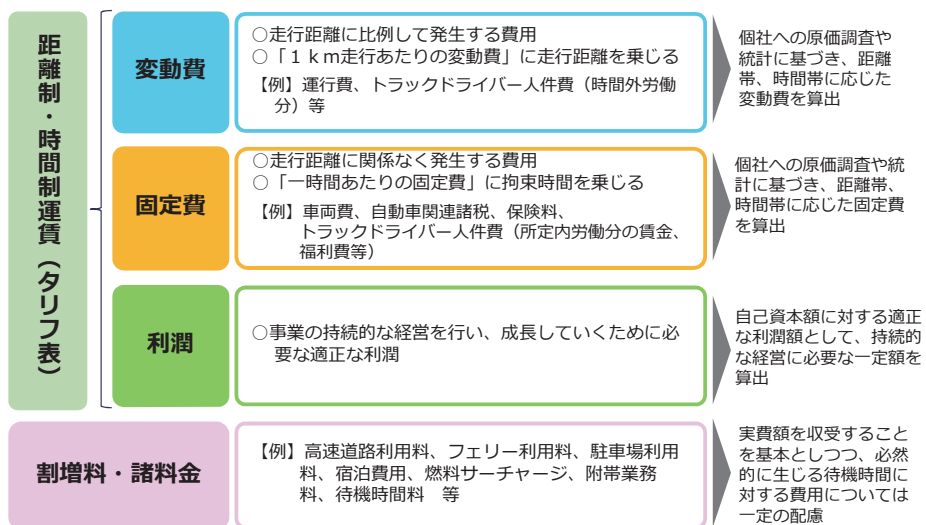 距離制・時間制運賃（タリフ表）
変動費
○走行距離に比例して発生する費用
○「１ｋｍ走行あたりの変動費」に走行距離を乗じる
【例】運行費、トラックドライバー人件費（時間外労働
分）等
個社への原価調査や
統計に基づき、距離
帯、時間帯に応じた
変動費を算出
固定費
○走行距離に関係なく発生する費用
○「一時間あたりの固定費」に拘束時間を乗じる
【例】車両費、自動車関連諸税、保険料、
トラックドライバー人件費（所定内労働分の賃金、
福利費等）
個社への原価調査や統
計に基づき、距離帯、
時間帯に応じた固定費
を算出
利潤
○事業の持続的な経営を行い、成長していくために必
要な適正な利潤
自己資本額に対する適正
な利潤額として、持続的
な経営に必要な一定額を
算出
割増料・諸料金
【例】高速道路利用料、フェリー利用料、駐車場利用
料、宿泊費用、燃料サーチャージ、附帯業務
料、待機時間料　等
実費額を収受すること
を基本としつつ、必然
的に生じる待機時間に
対する費用については
一定の配慮